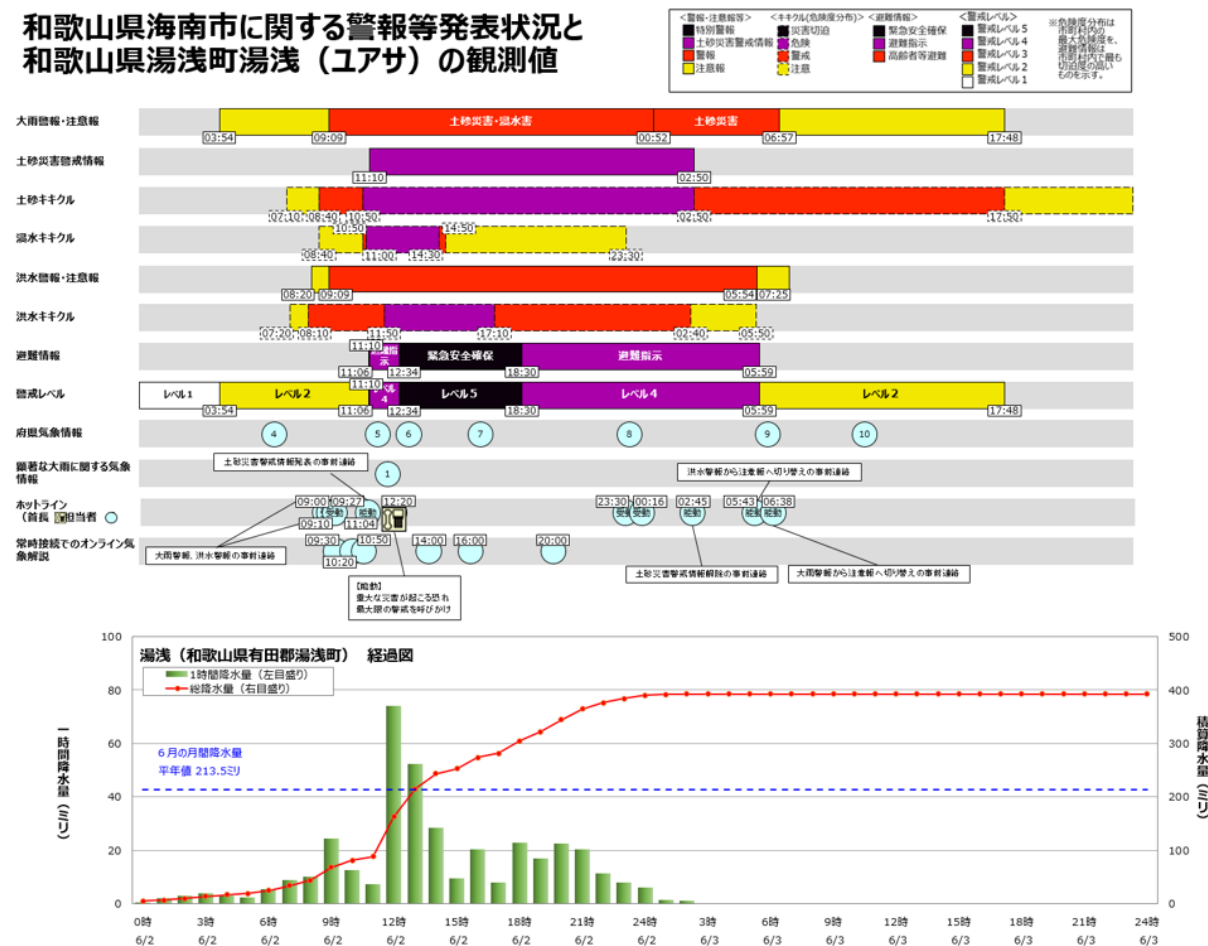 和歌山県海南市に関する警報等発表状況と
和歌山県湯浅町湯浅（ユアサ）の観測値
＜警報・注意報等＞
特別警報
土砂災害警戒情報
警報
注意報
＜キキクル(危険度分布)＞
災害切迫
危険
警戒
注意
＜避難情報＞
緊急安全確保
避難指示
高齢者等避難
＜警戒レベル＞
警戒レベル５
警戒レベル４
警戒レベル３
警戒レベル２
警戒レベル１
※危険度分布は
市町村内の
最大危険度を、
避難情報は
市町村内で最も
切迫度の高い
ものを示す。
大雨警報・注意報
土砂災害・浸水害
土砂災害
03:54
09:09
00:52
06:57
17:48
土砂災害警戒情報
11:10
02:50
土砂キキクル
07:10
08:40
10:50
02:50
17:50
浸水キキクル
10:50
14:50
08:40
11:00
14:30
23:30
洪水警報・注意報
08:20
09:09
05:54
07:25
洪水キキクル
07:20
08:10
11:50
17:10
02:40
05:50
避難情報
11:10
避難指
示
緊急安全確保
避難指示
11:06
12:34
18:30
05:59
警戒レベル
11:10
レベル1
レベル2
レベル
4
レベル5
レベル4
レベル2
03:54
11:06
12:34
18:30
05:59
17:48
府県気象情報
4
5
6
7
8
9
10
顕著な大雨に関する気象
情報
土砂災害警戒情報発表の事前連絡
1
洪水警報から注意報へ切り替えの事前連絡
ホットライン
（首長
担当者
09:00
09:27
12:20
23:30
00:16
02:45
05:43
06:38
受動
能動
受動
能動
能動
09:10
11:04
常時接続でのオンライン気
象解説
09:30
10:50
14:00
16:00
20:00
10:20
大雨警報、洪水警報の事前連絡
土砂災害警戒情報解除の事前連絡
大雨警報から注意報へ切り替えの事前連絡
【能動】
重大な災害が起こる恐れ
最大限の警戒を呼びかけ
湯浅（和歌山県有田郡湯浅町）　経過図
1時間降水量（左目盛り）
総降水量（右目盛り）
６月の月間降水量
平年値 213.5ミリ
一時間降水量（ミリ）
100
80
60
40
20
0
積算降水量（ミリ）
500
400
300
200
100
0
0時 3時 6時 9時 12時 15時 18時 21時 24時 3時 6時 9時 12時 15時 18時 21時 24時
6/2 6/2 6/2 6/2 6/2 6/2 6/2 6/2 6/2 6/3 6/3 6/3 6/3 6/3 6/3 6/3 6/3